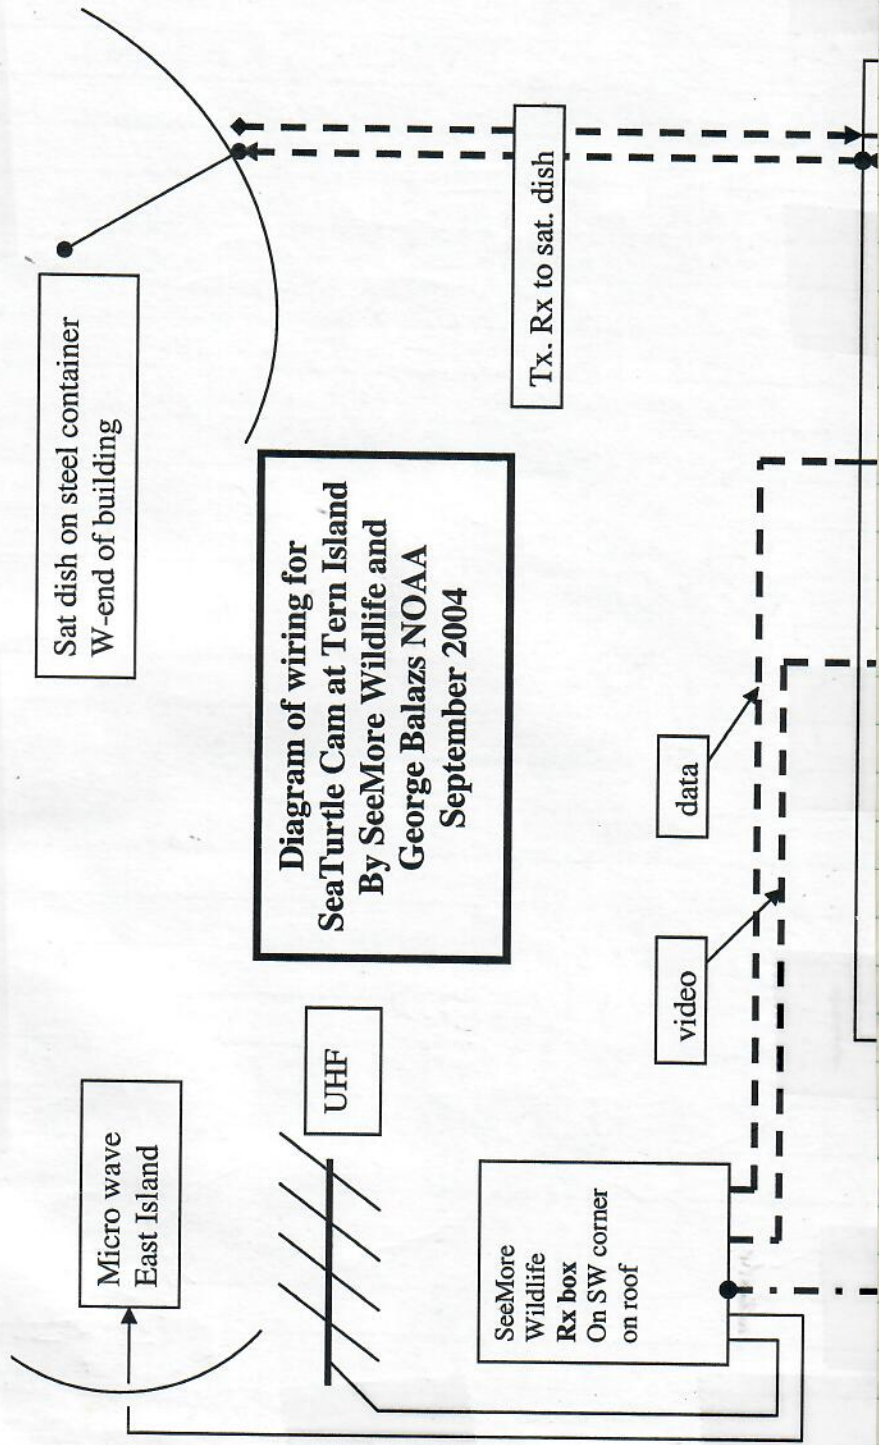 Micro wave
East Island
UHF
SeeMore
Wildlife
Rx box
On SW corner
on roof
Sat dish on steel container
W-end of building
Diagram of wiring for
SeaTurtle Cam at Tern Island
By SeeMore Wildlife and
George Balazs NOAA
September 2004
video
data
Tx. Rx to sat. dish